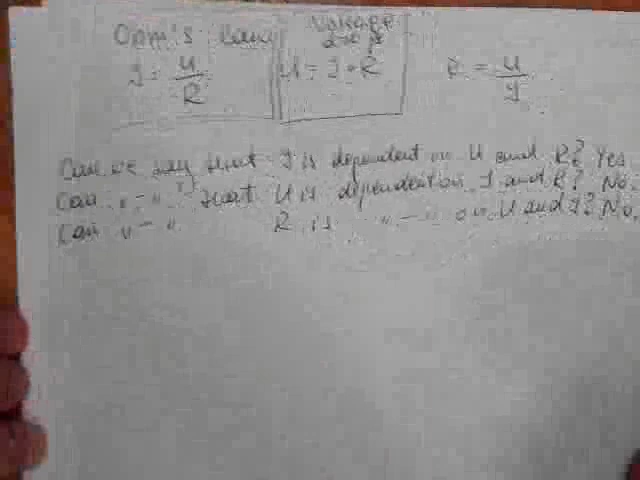 Ohm's Law
Voltage
drop
I = U/R
U = I • R
R = U/I
Can we say that I is dependent on U and R? Yes.
Can „-“ that U is dependent on I and R? No.
Can „-“ R is „-“ on U and I? No.